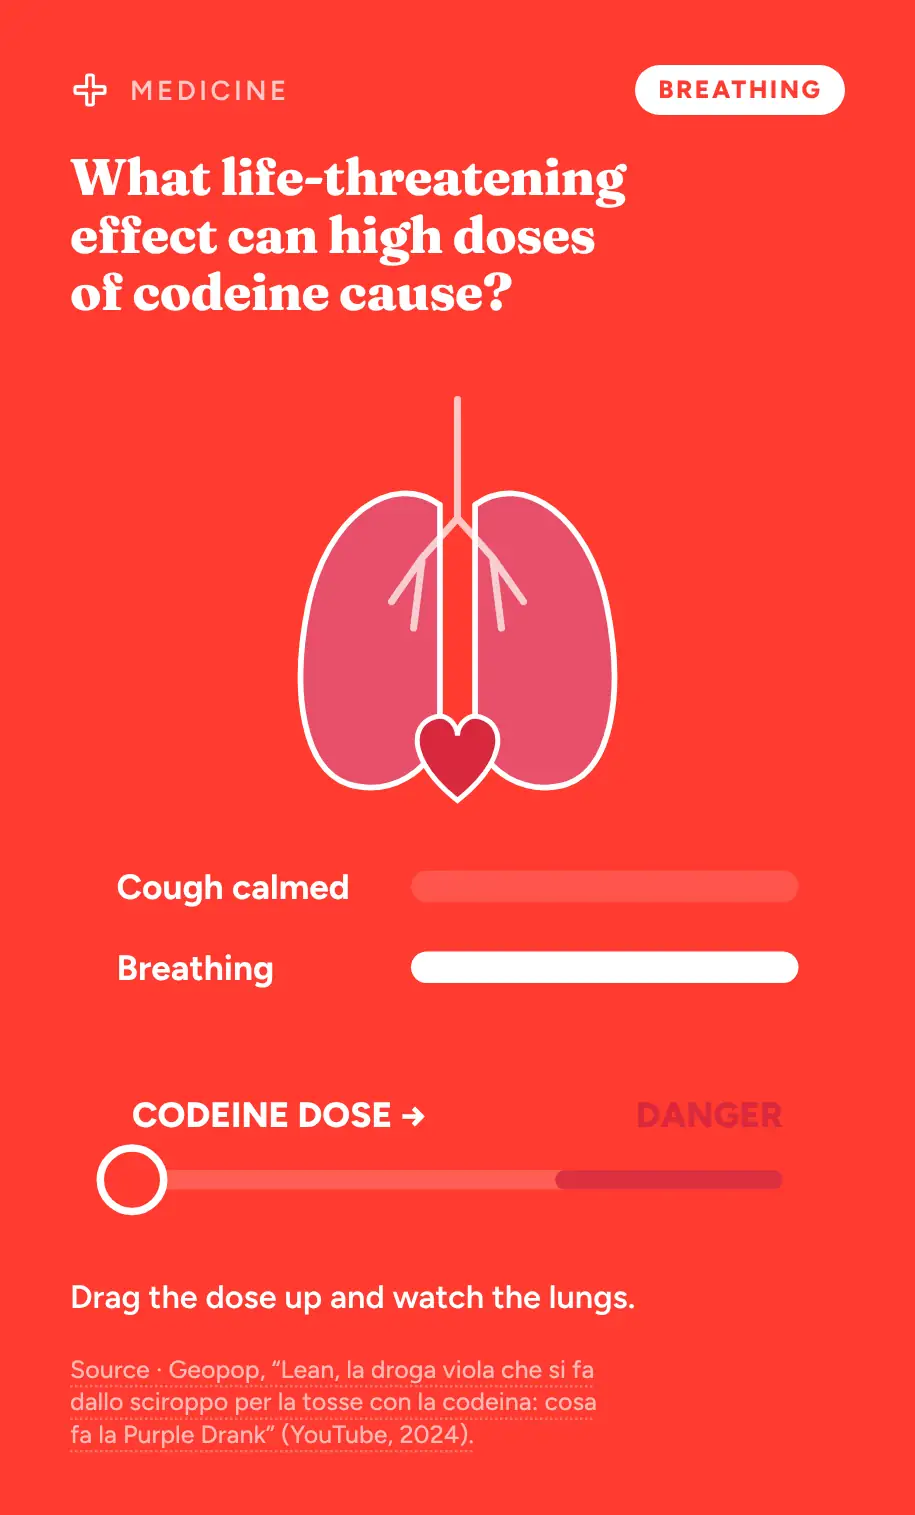 MEDICINE
BREATHING
What life-threatening
effect can high doses
of codeine cause?
Cough calmed
Breathing
CODEINE DOSE →
DANGER
Drag the dose up and watch the lungs.
Source · Geopop, “Lean, la droga viola che si fa
dallo sciroppo per la tosse con la codeina: cosa
fa la Purple Drank” (YouTube, 2024).